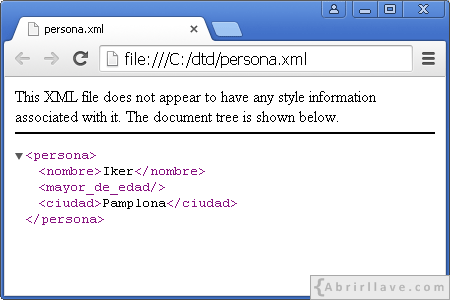 persona.xml
file:///C:/dtd/persona.xml
This XML file does not appear to have any style information
associated with it. The document tree is shown below.
▼<persona>
<nombre>Iker</nombre>
<mayor_de_edad/>
<ciudad>Pamplona</ciudad>
</persona>
{Abrirllave.com